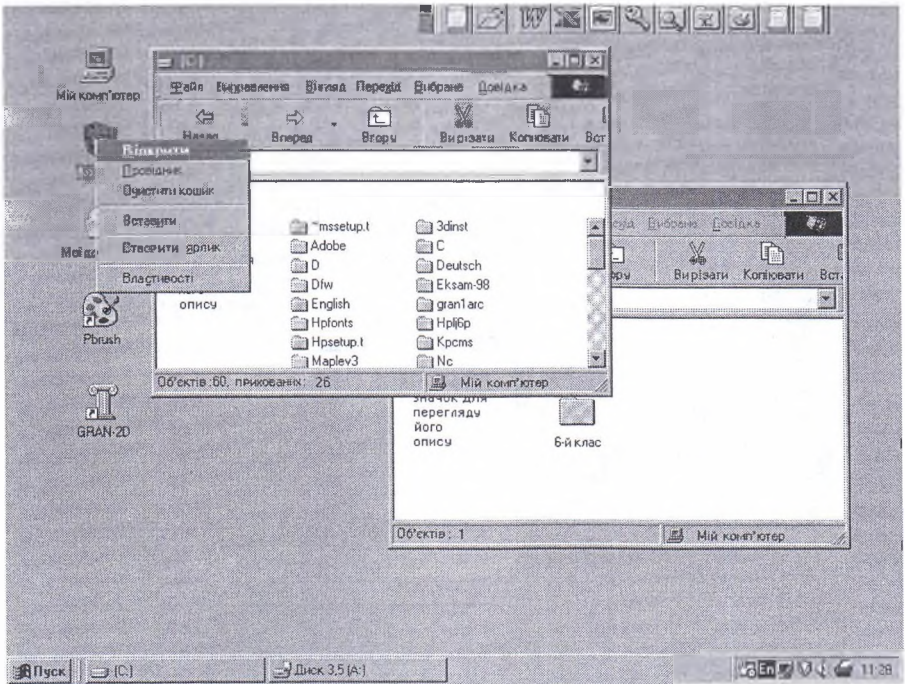 Мій комп'ютер
[C:]
Файл Виправлення Вигляд Перехід Вибране Довідка
Назад Вперед Вгору Вирізати Копіювати Вст
Відкрити
Провідник
Очистити кошик
Вставити
Створити ярлик
Властивості
опису
~mssetup.t
Adobe
D
Dfw
English
Hpfonts
Hpsetup.t
Maplev3
3dinst
C
Deutsch
Eksam-98
gran1arc
Hplj6p
Kpcms
Nc
Об'єктів :60, прихованих: 26 Мій комп'ютер
Вибране Довідка
Вирізати Копіювати Вст
Pbrush
GRAN-2D
значок для
перегляду
його
опису
6-й клас
Об'єктів : 1 Мій комп'ютер
Пуск [C:] Диск 3,5 (A:) En 11:28